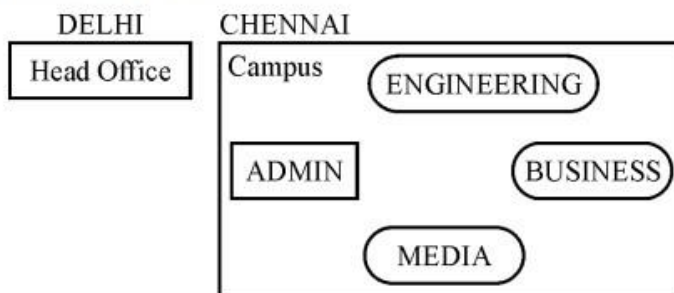 DELHI
CHENNAI
Head Office
Campus
ENGINEERING
ADMIN
BUSINESS
MEDIA